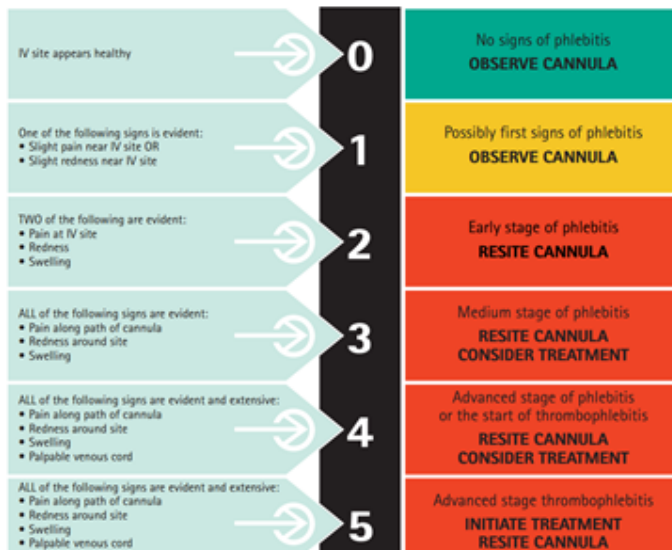 IV site appears healthy
0
No signs of phlebitis
OBSERVE CANNULA
One of the following signs is evident:
• Slight pain near IV site OR
• Slight redness near IV site
1
Possibly first signs of phlebitis
OBSERVE CANNULA
TWO of the following are evident:
• Pain at IV site
• Redness
• Swelling
2
Early stage of phlebitis
RESITE CANNULA
ALL of the following signs are evident:
• Pain along path of cannula
• Redness around site
• Swelling
3
Medium stage of phlebitis
RESITE CANNULA
CONSIDER TREATMENT
ALL of the following signs are evident and extensive:
• Pain along path of cannula
• Redness around site
• Swelling
• Palpable venous cord
4
Advanced stage of phlebitis
or the start of thrombophlebitis
RESITE CANNULA
CONSIDER TREATMENT
ALL of the following signs are evident and extensive:
• Pain along path of cannula
• Redness around site
• Swelling
• Palpable venous cord
5
Advanced stage thrombophlebitis
INITIATE TREATMENT
RESITE CANNULA